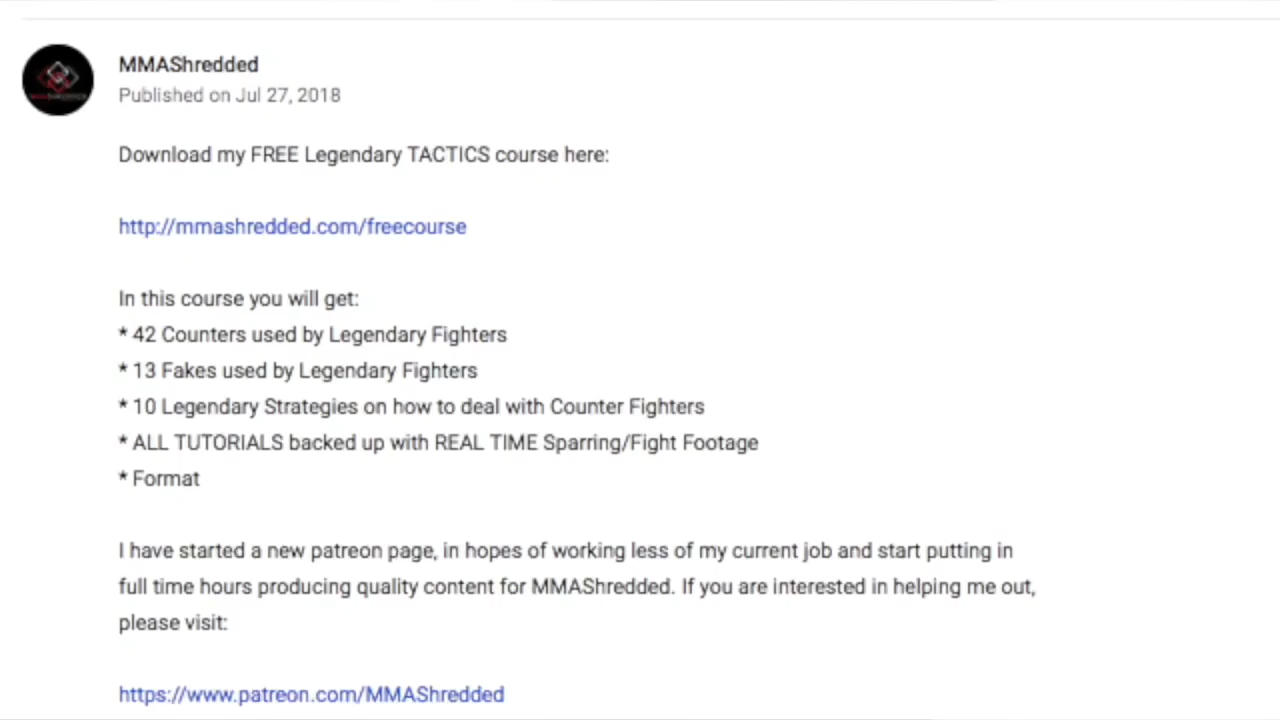 MMAShredded
Published on Jul 27, 2018
Download my FREE Legendary TACTICS course here:
http://mmashredded.com/freecourse
In this course you will get:
* 42 Counters used by Legendary Fighters
* 13 Fakes used by Legendary Fighters
* 10 Legendary Strategies on how to deal with Counter Fighters
* ALL TUTORIALS backed up with REAL TIME Sparring/Fight Footage
* Format
I have started a new patreon page, in hopes of working less of my current job and start putting in
full time hours producing quality content for MMAShredded. If you are interested in helping me out,
please visit:
https://www.patreon.com/MMAShredded